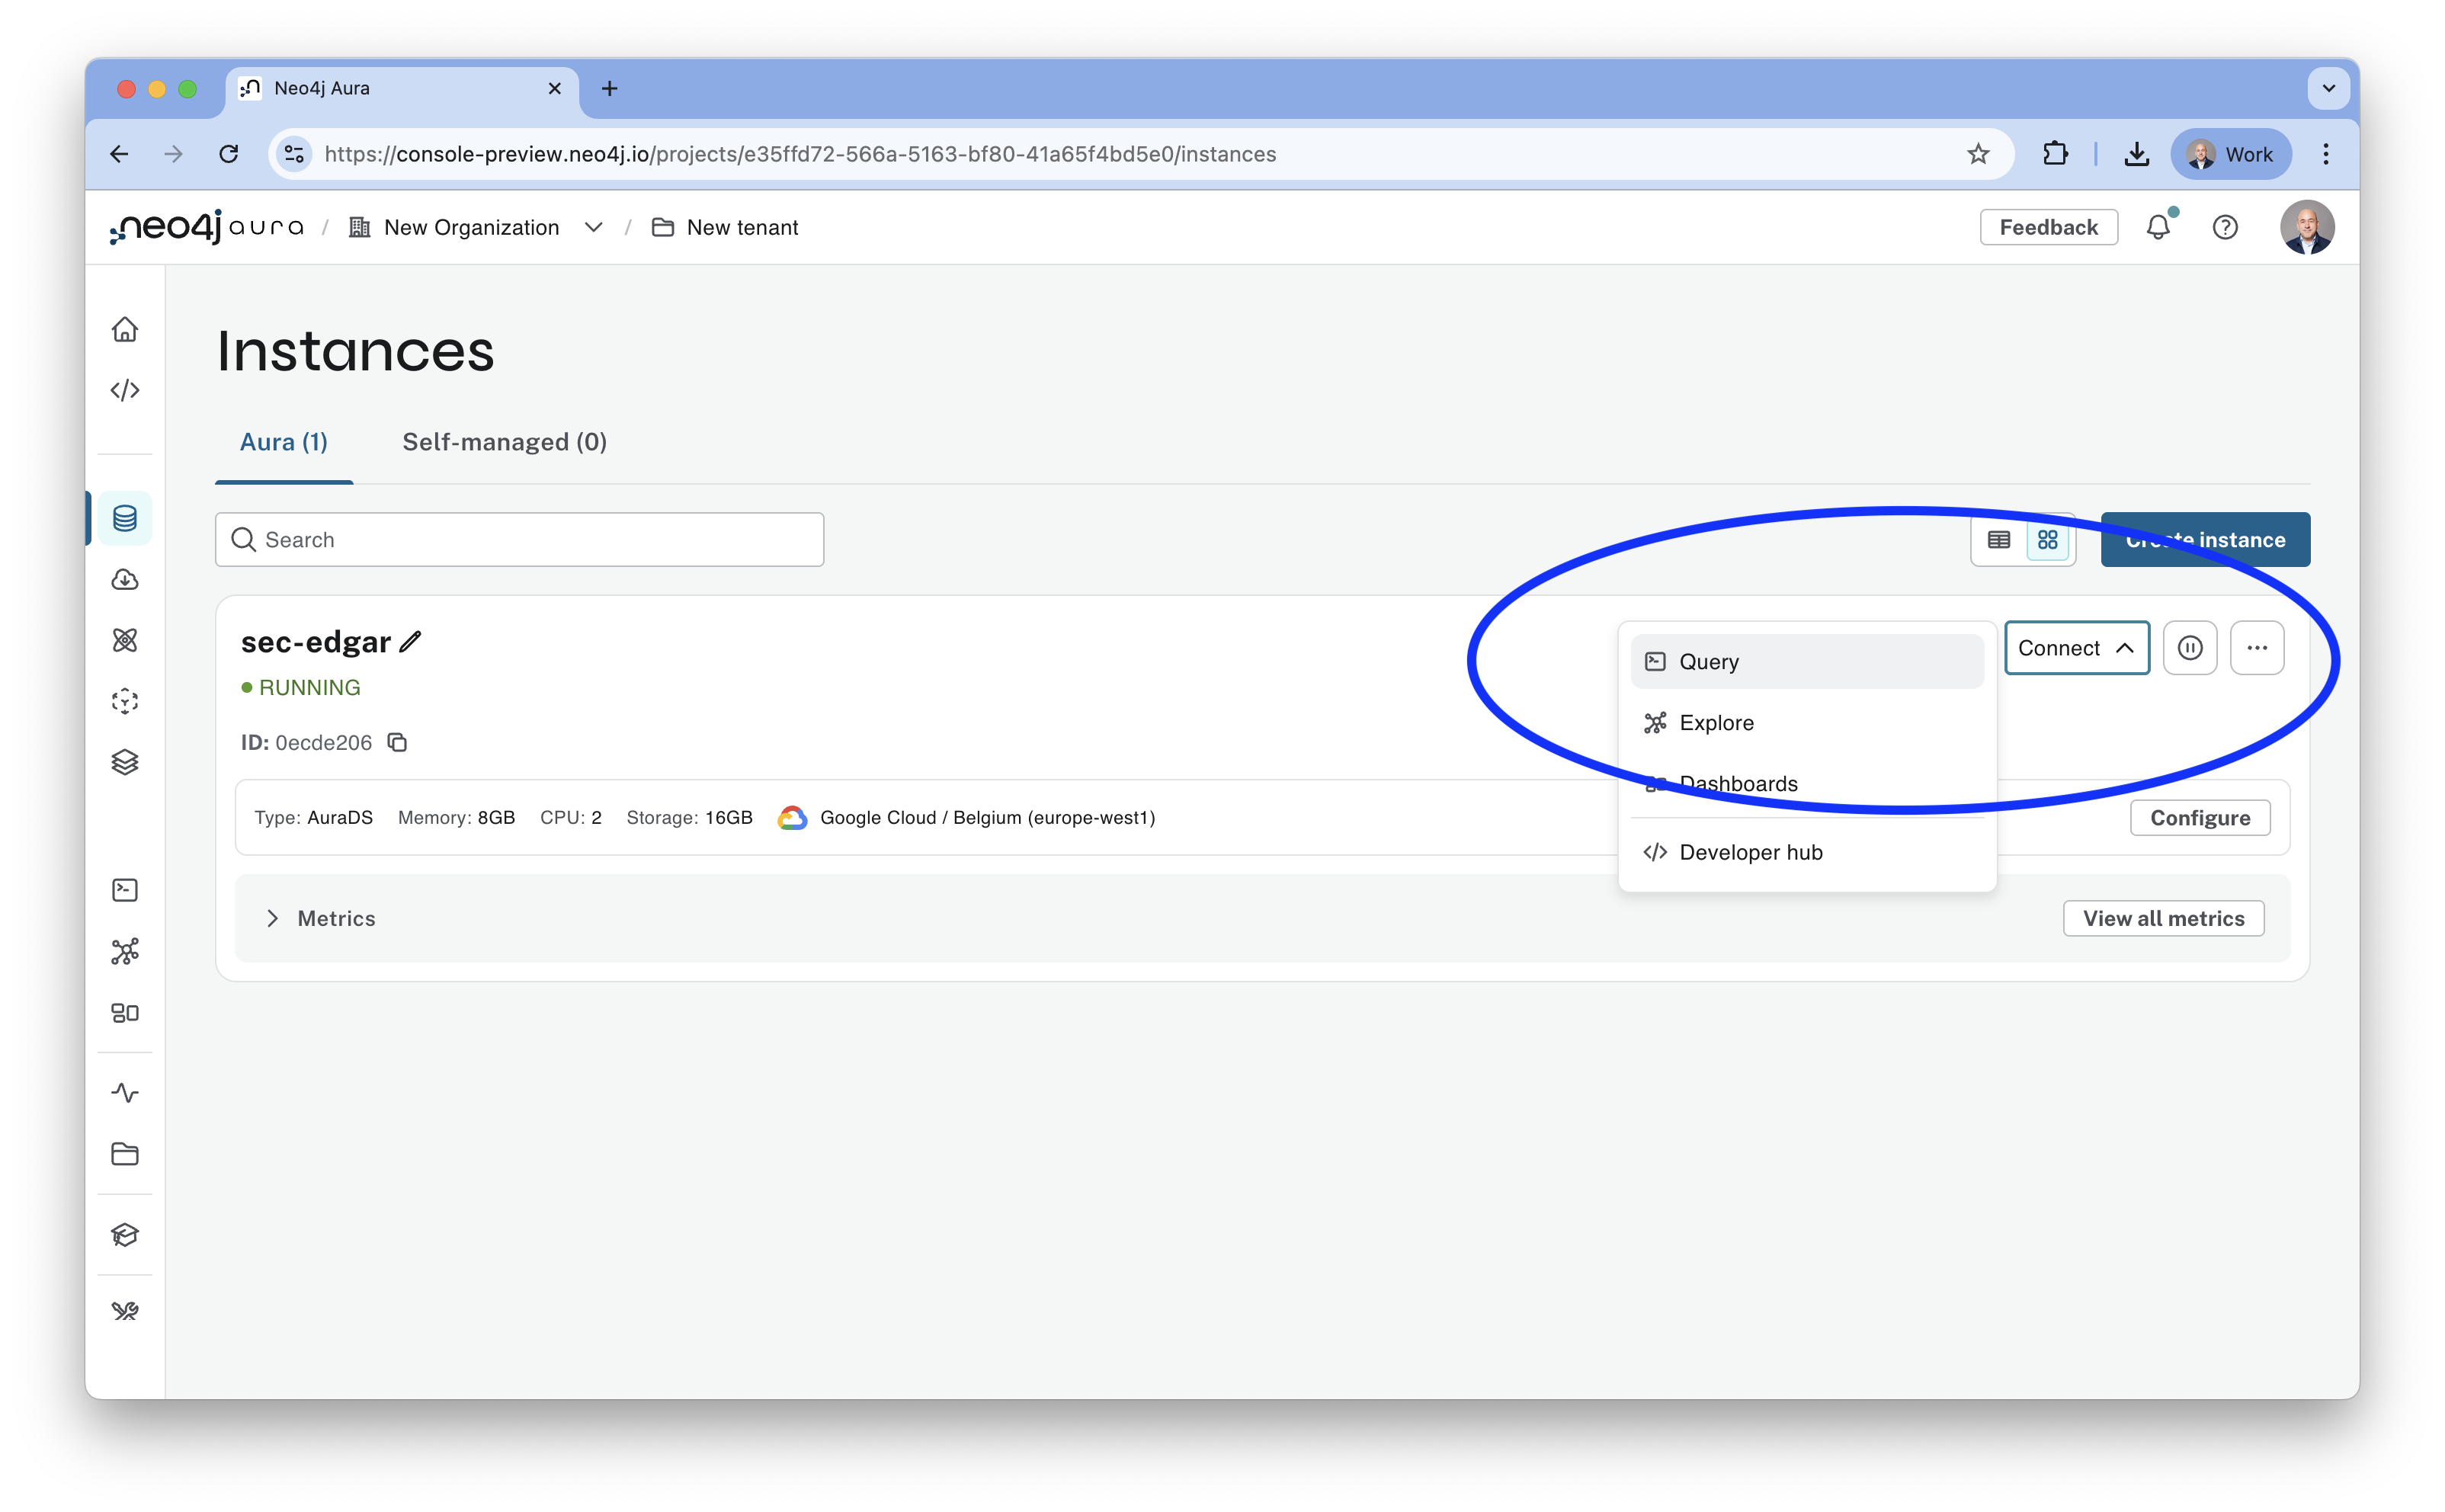 Neo4j Aura
https://console-preview.neo4j.io/projects/e35ffd72-566a-5163-bf80-41a65f4bd5e0/instances
Work
neo4j aura / New Organization / New tenant
Feedback
Instances
Aura (1) Self-managed (0)
Search
Create instance
sec-edgar
RUNNING
ID: 0ecde206
Connect
Query
Explore
Dashboards
Developer hub
Type: AuraDS Memory: 8GB CPU: 2 Storage: 16GB Google Cloud / Belgium (europe-west1)
Configure
Metrics
View all metrics